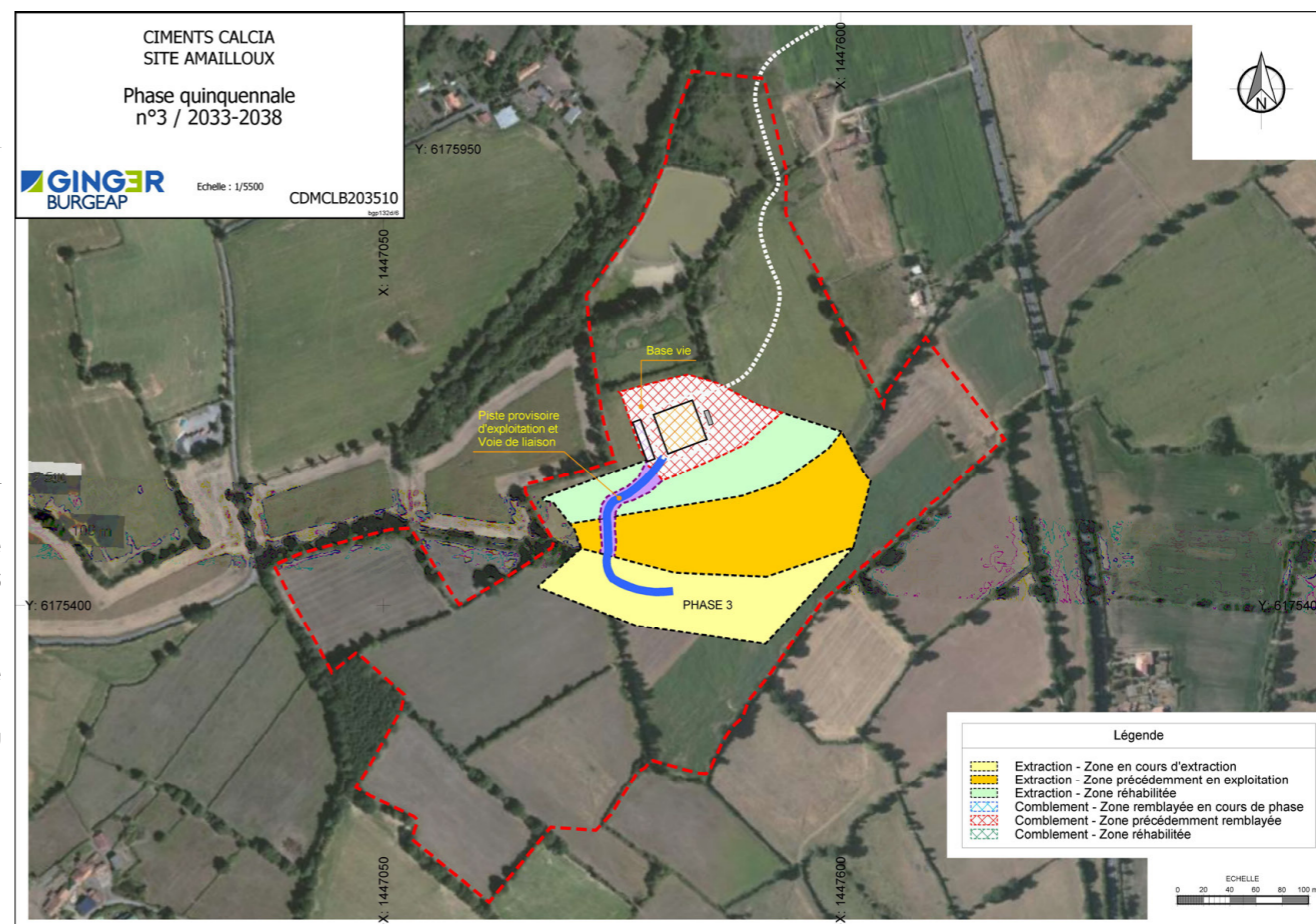 CIMENTS CALCIA
SITE AMAILLOUX
Phase quinquennale
n°3 / 2033-2038
GINGER
BURGEAP
Echelle : 1/5500
CDMCLB203510
X: 1447600
Y: 6175950
X: 1447050
N
Base vie
Piste provisoire
d'exploitation et
Voie de liaison
Y: 6175400
PHASE 3
Y: 6175400
X: 1447050
X: 1447600
Légende
Extraction - Zone en cours d'extraction
Extraction - Zone précédemment en exploitation
Extraction - Zone réhabilitée
Comblement - Zone remblayée en cours de phase
Comblement - Zone précédemment remblayée
Comblement - Zone réhabilitée
ECHELLE
0 20 40 60 80 100 m